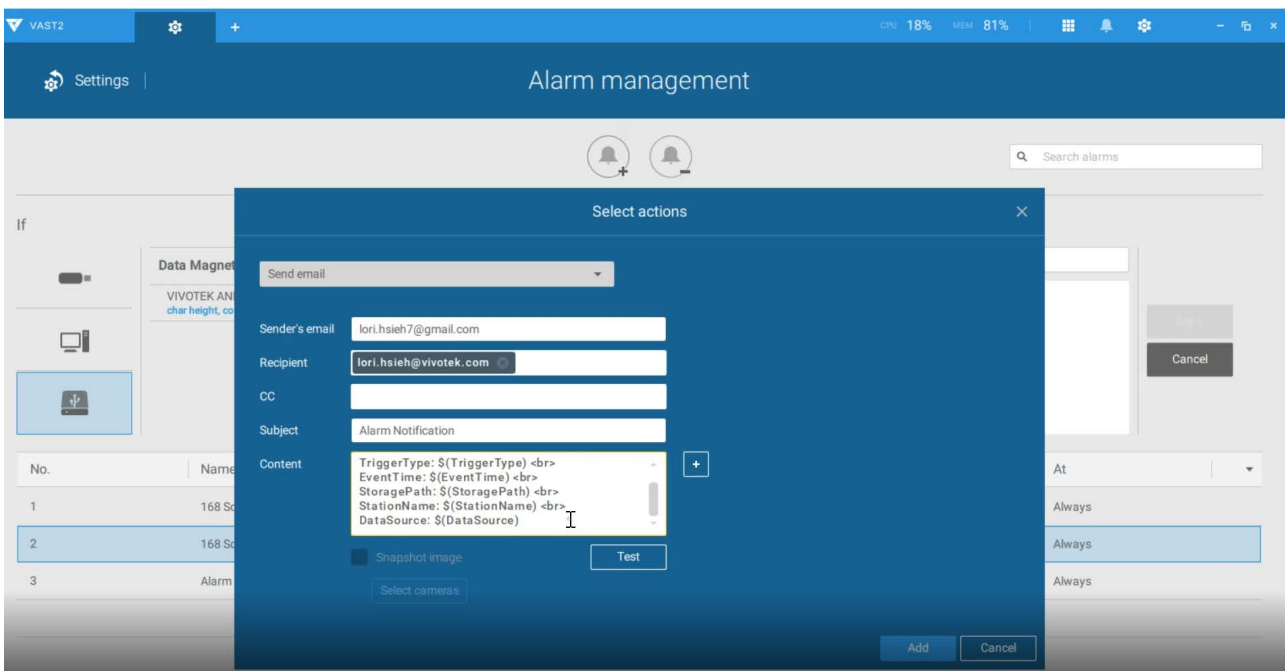 VAST2
+
CPU 18% MEM 81%
Settings
Alarm management
Search alarms
Select actions
If
Data Magnet
Send email
VIVOTEK ANI
char height, co
Sender's email lori.hsieh7@gmail.com
Recipient lori.hsieh@vivotek.com
Cancel
CC
Subject Alarm Notification
Content TriggerType: $(TriggerType) <br>
EventTime: $(EventTime) <br>
StoragePath: $(StoragePath) <br>
StationName: $(StationName) <br>
DataSource: $(DataSource)
+
No. Name At
1 168 Sc Always
2 168 Sc Always
Snapshot image Test
3 Alarm Always
Select cameras
Add Cancel